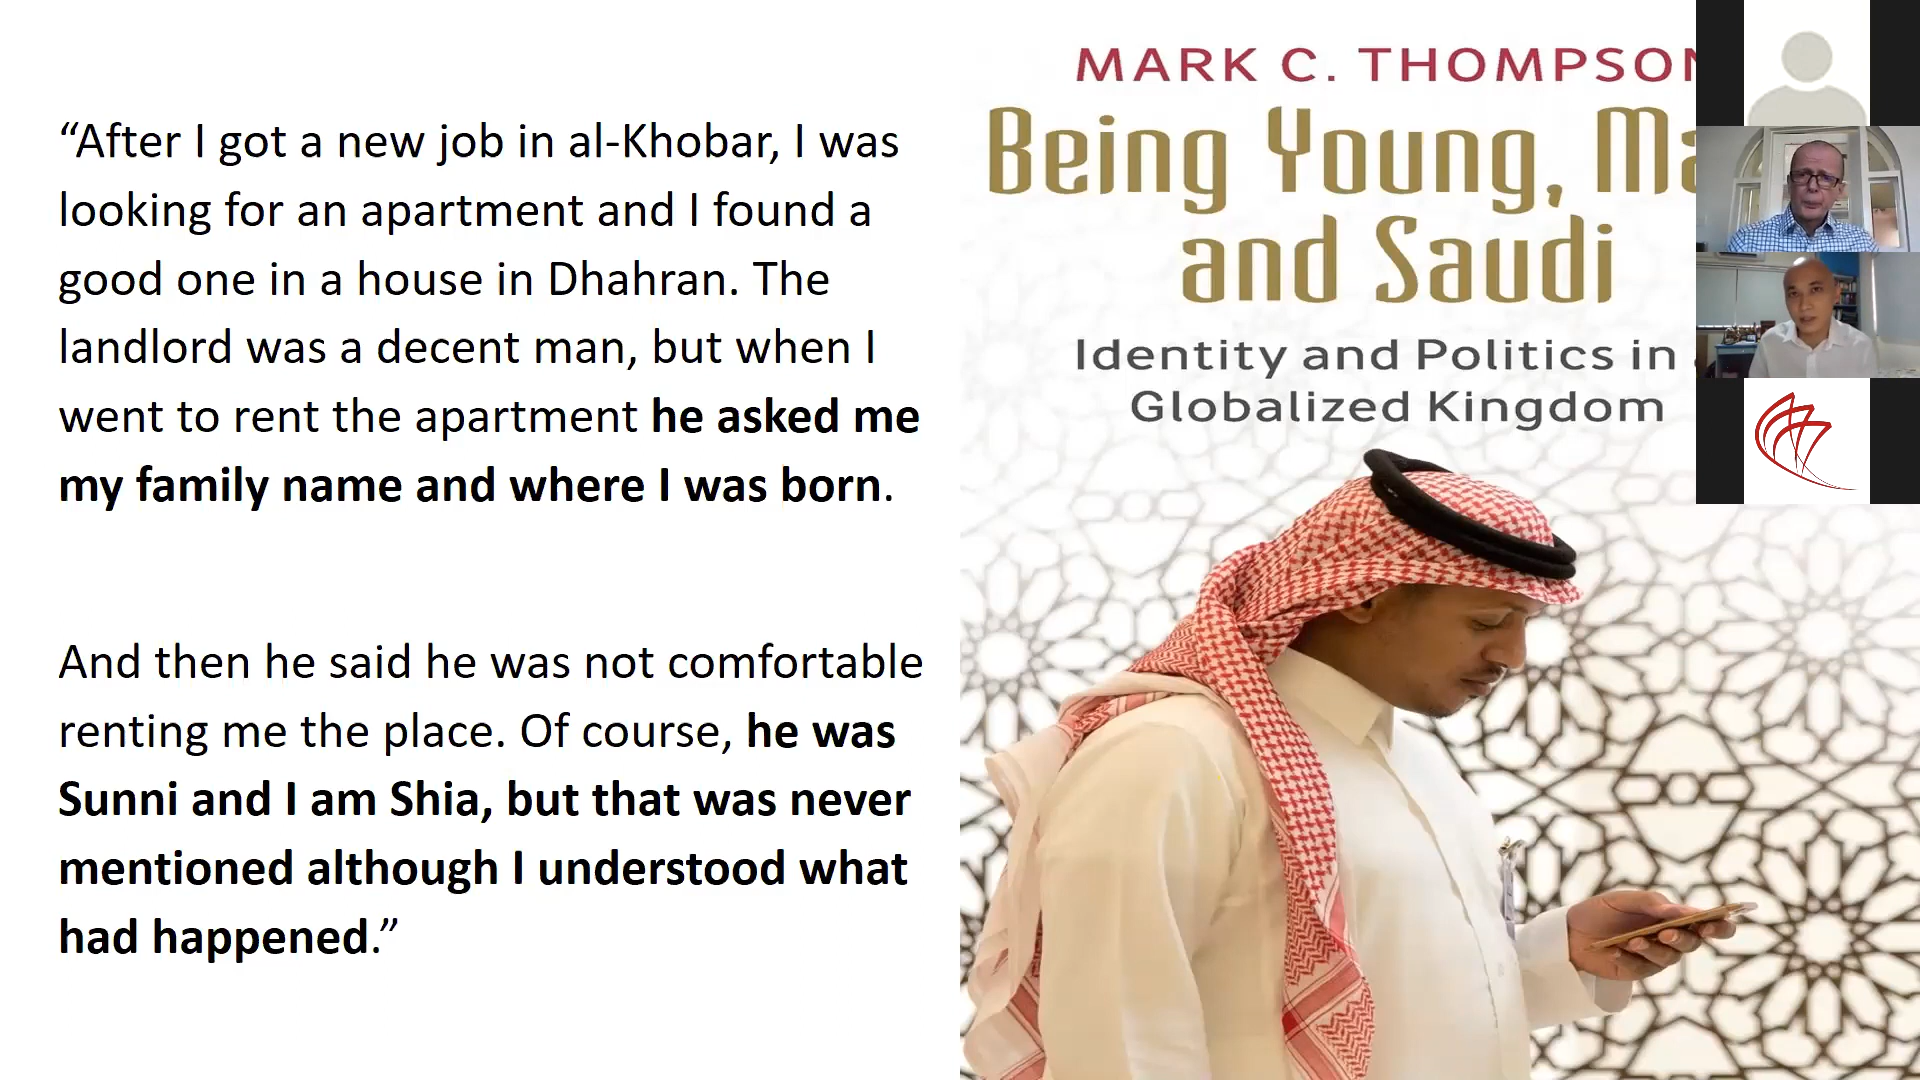 “After I got a new job in al-Khobar, I was
looking for an apartment and I found a
good one in a house in Dhahran. The
landlord was a decent man, but when I
went to rent the apartment he asked me
my family name and where I was born.
And then he said he was not comfortable
renting me the place. Of course, he was
Sunni and I am Shia, but that was never
mentioned although I understood what
had happened.”
MARK C. THOMPSON
Being Young, Ma
and Saudi
Identity and Politics in
Globalized Kingdom